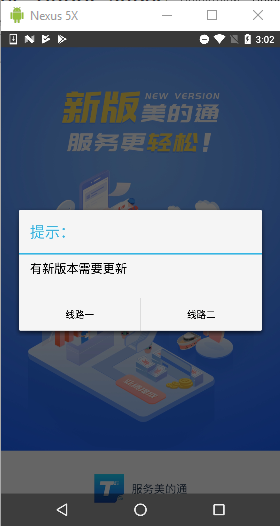 Nexus 5X
3:02
新版美的通
NEW VERSION
服务更轻松！
提示：
有新版本需要更新
线路一
线路二
服务美的通